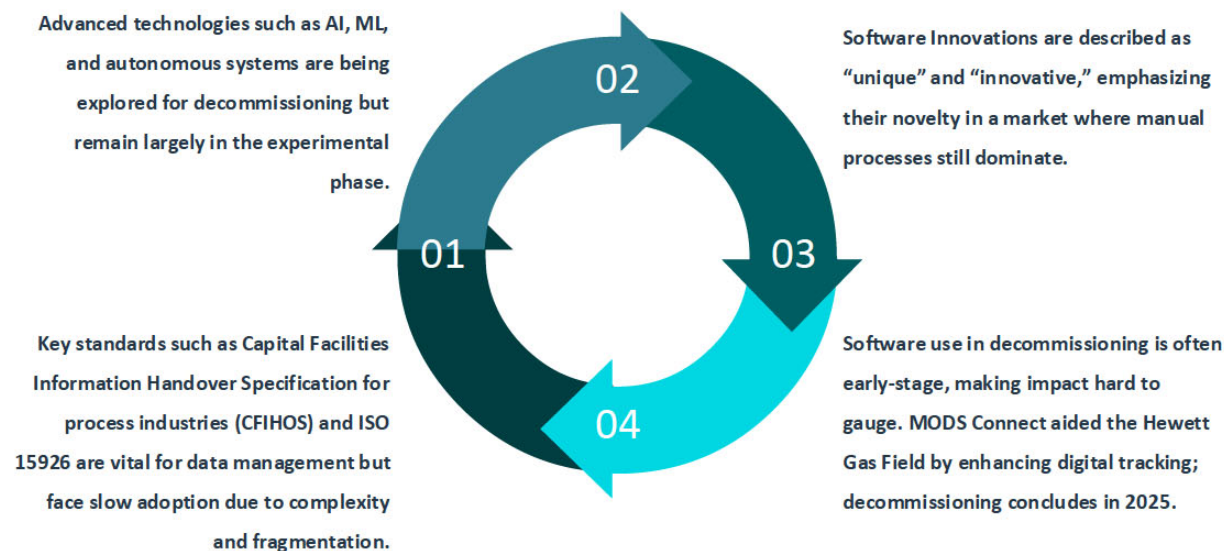 Advanced technologies such as AI, ML,
and autonomous systems are being
explored for decommissioning but
remain largely in the experimental
phase.
02
Software Innovations are described as
“unique” and “innovative,” emphasizing
their novelty in a market where manual
processes still dominate.
01
03
Key standards such as Capital Facilities
Information Handover Specification for
process industries (CFIHOS) and ISO
15926 are vital for data management but
face slow adoption due to complexity
and fragmentation.
04
Software use in decommissioning is often
early-stage, making impact hard to
gauge. MODS Connect aided the Hewett
Gas Field by enhancing digital tracking;
decommissioning concludes in 2025.